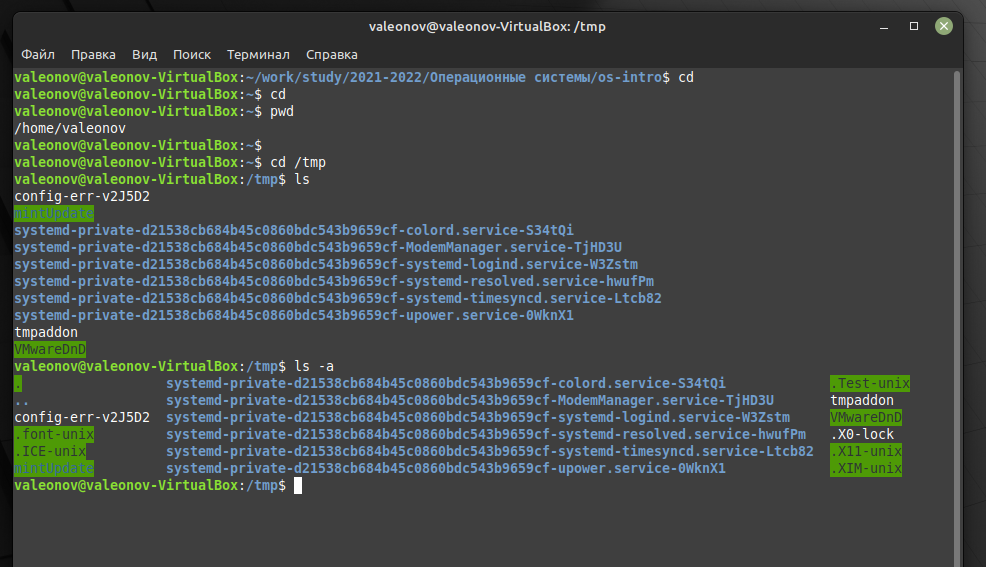 valeonov@valeonov-VirtualBox: /tmp
Файл Правка Вид Поиск Терминал Справка
valeonov@valeonov-VirtualBox:~/work/study/2021-2022/Операционные системы/os-intro$ cd
valeonov@valeonov-VirtualBox:~$ cd
valeonov@valeonov-VirtualBox:~$ pwd
/home/valeonov
valeonov@valeonov-VirtualBox:~$
valeonov@valeonov-VirtualBox:~$ cd /tmp
valeonov@valeonov-VirtualBox:/tmp$ ls
config-err-v2J5D2
mintUpdate
systemd-private-d21538cb684b45c0860bdc543b9659cf-colord.service-S34tQi
systemd-private-d21538cb684b45c0860bdc543b9659cf-ModemManager.service-TjHD3U
systemd-private-d21538cb684b45c0860bdc543b9659cf-systemd-logind.service-W3Zstm
systemd-private-d21538cb684b45c0860bdc543b9659cf-systemd-resolved.service-hwufPm
systemd-private-d21538cb684b45c0860bdc543b9659cf-systemd-timesyncd.service-Ltcb82
systemd-private-d21538cb684b45c0860bdc543b9659cf-upower.service-0WknX1
tmpaddon
VMwareDnD
valeonov@valeonov-VirtualBox:/tmp$ ls -a
. systemd-private-d21538cb684b45c0860bdc543b9659cf-colord.service-S34tQi .Test-unix
.. systemd-private-d21538cb684b45c0860bdc543b9659cf-ModemManager.service-TjHD3U tmpaddon
config-err-v2J5D2 systemd-private-d21538cb684b45c0860bdc543b9659cf-systemd-logind.service-W3Zstm VMwareDnD
.font-unix systemd-private-d21538cb684b45c0860bdc543b9659cf-systemd-resolved.service-hwufPm .X0-lock
.ICE-unix systemd-private-d21538cb684b45c0860bdc543b9659cf-systemd-timesyncd.service-Ltcb82 .X11-unix
mintUpdate systemd-private-d21538cb684b45c0860bdc543b9659cf-upower.service-0WknX1 .XIM-unix
valeonov@valeonov-VirtualBox:/tmp$